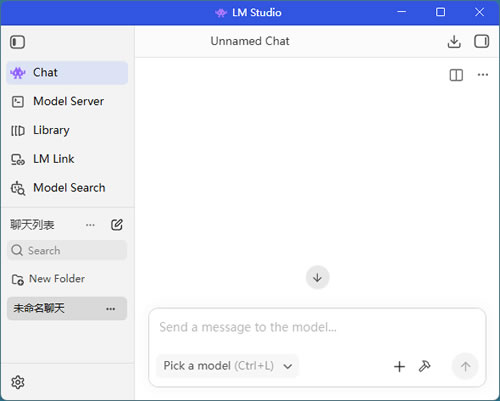 LM Studio
Unnamed Chat
Chat
Model Server
Library
LM Link
Model Search
聊天列表
Search
New Folder
未命名聊天
Send a message to the model...
Pick a model (Ctrl+L)